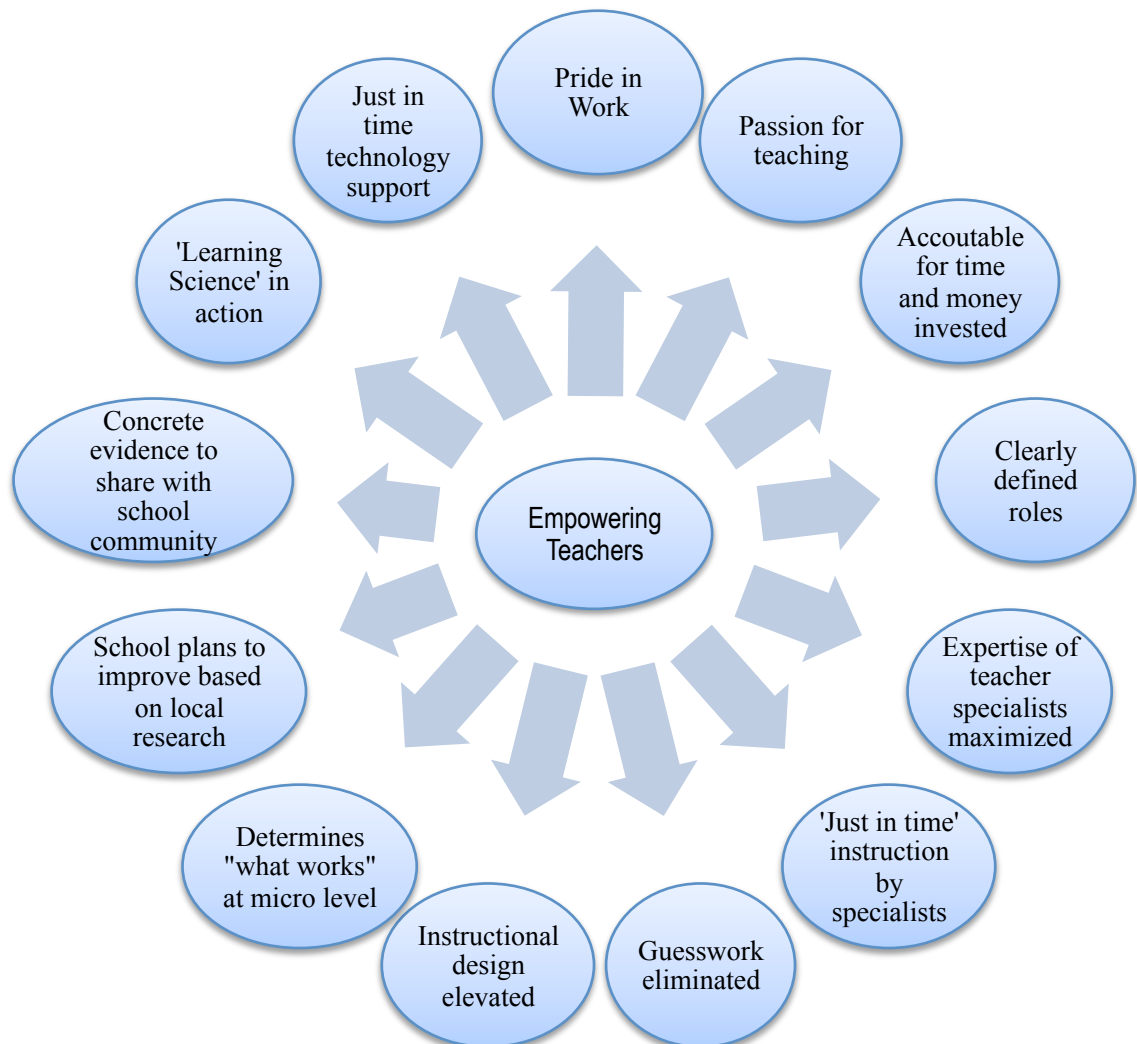 Pride in
Work
Passion for
teaching
Accoutable
for time
and money
invested
Clearly
defined
roles
Expertise of
teacher
specialists
maximized
'Just in time'
instruction
by
specialists
Guesswork
eliminated
Instructional
design
elevated
Determines
"what works"
at micro level
School plans to
improve based
on local
research
Concrete
evidence to
share with
school
community
'Learning
Science' in
action
Just in
time
technology
support
Empowering
Teachers